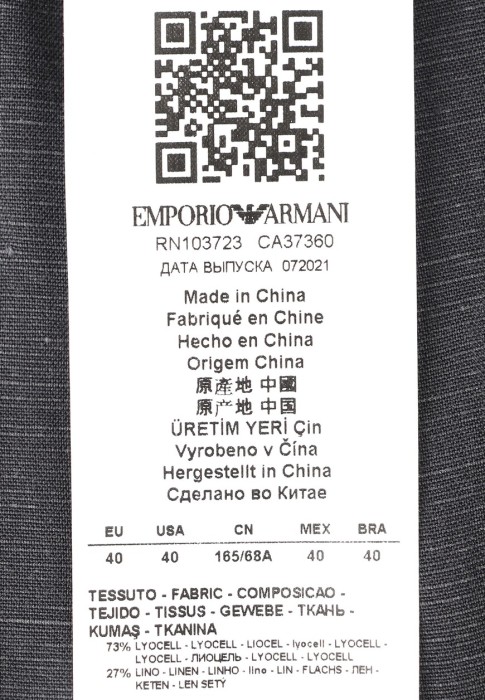 EMPORIO ARMANI
RN103723 CA37360
ДАТА ВЫПУСКА 072021
Made in China
Fabriqué en Chine
Hecho en China
Origem China
原產地 中國
原产地 中国
ÜRETİM YERİ Çin
Vyrobeno v Čína
Hergestellt in China
Сделано во Китае
EU USA CN MEX BRA
40 40 165/68A 40 40
TESSUTO - FABRIC - COMPOSICAO -
TEJIDO - TISSUS - GEWEBE - ТКАНЬ -
KUMAŞ - TKANINA
73% LYOCELL - LYOCELL - LIOCEL - lyocell - LYOCELL -
LYOCELL - ЛИОЦЕЛЬ - LYOCELL - LYOCELL
27% LINO - LINEN - LINHO - lino - LIN - FLACHS - ЛЕН -
KETEN - LEN SETY